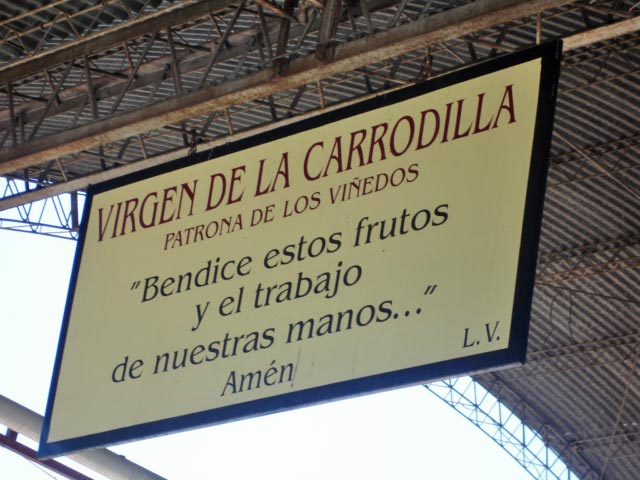 VIRGEN DE LA CARRODILLA
PATRONA DE LOS VIÑEDOS
"Bendice estos frutos
y el trabajo
de nuestras manos..."
Amén
L.V.